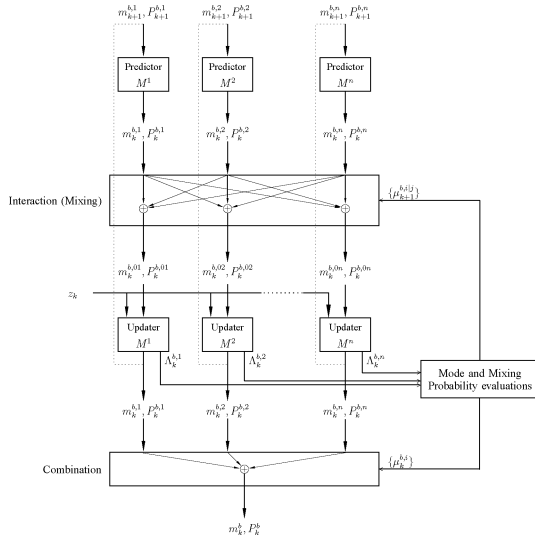 m_{k+1}^{b,1}, P_{k+1}^{b,1} m_{k+1}^{b,2}, P_{k+1}^{b,2} m_{k+1}^{b,n}, P_{k+1}^{b,n}
Predictor Predictor Predictor
M^1 M^2 M^n
m_k^{b,1}, P_k^{b,1} m_k^{b,2}, P_k^{b,2} m_k^{b,n}, P_k^{b,n}
Interaction (Mixing) {μ_{k+1}^{b,i|j}}
m_k^{b,01}, P_k^{b,01} m_k^{b,02}, P_k^{b,02} m_k^{b,0n}, P_k^{b,0n}
z_k
Updater Updater Updater
M^1 M^2 M^n
Λ_k^{b,1} Λ_k^{b,2} Λ_k^{b,n}
Mode and Mixing
Probability evaluations
m_k^{b,1}, P_k^{b,1} m_k^{b,2}, P_k^{b,2} m_k^{b,n}, P_k^{b,n}
Combination {μ_k^{b,i}}
m_k^b, P_k^b